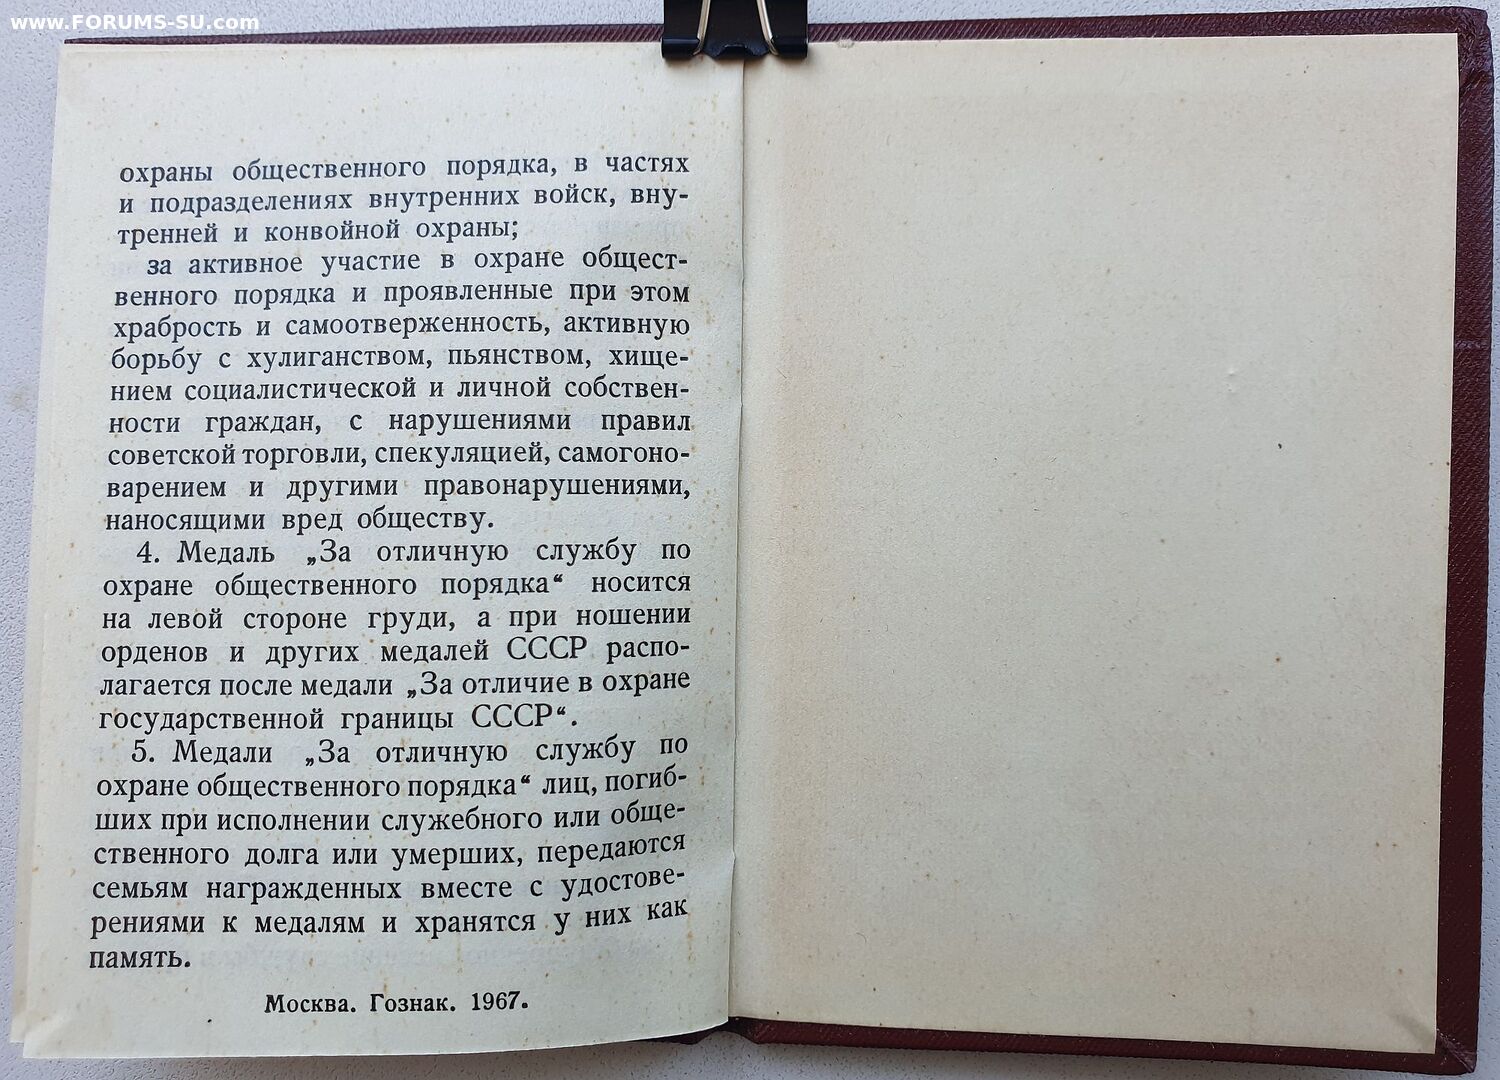 www.FORUMS-SU.com
охраны общественного порядка, в частях
и подразделениях внутренних войск, вну-
тренней и конвойной охраны;
за активное участие в охране общест-
венного порядка и проявленные при этом
храбрость и самоотверженность, активную
борьбу с хулиганством, пьянством, хище-
нием социалистической и личной собствен-
ности граждан, с нарушениями правил
советской торговли, спекуляцией, самогоно-
варением и другими правонарушениями,
наносящими вред обществу.
4. Медаль „За отличную службу по
охране общественного порядка“ носится
на левой стороне груди, а при ношении
орденов и других медалей СССР распо-
лагается после медали „За отличие в охране
государственной границы СССР“.
5. Медали „За отличную службу по
охране общественного порядка“ лиц, погиб-
ших при исполнении служебного или обще-
ственного долга или умерших, передаются
семьям награжденных вместе с удостове-
рениями к медалям и хранятся у них как
память.
Москва. Гознак. 1967.